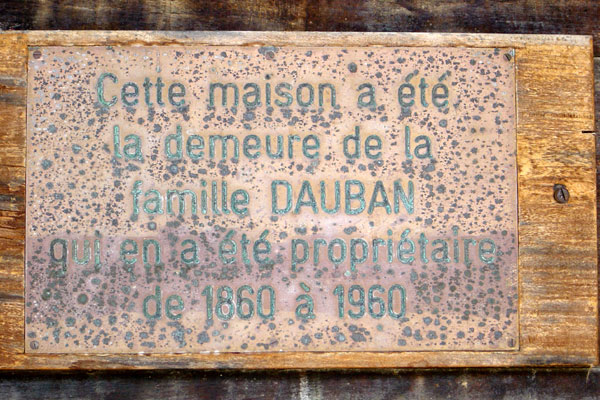 Cette maison a été
la demeure de la
famille DAUBAN
qui en a été propriétaire
de 1860 à 1960